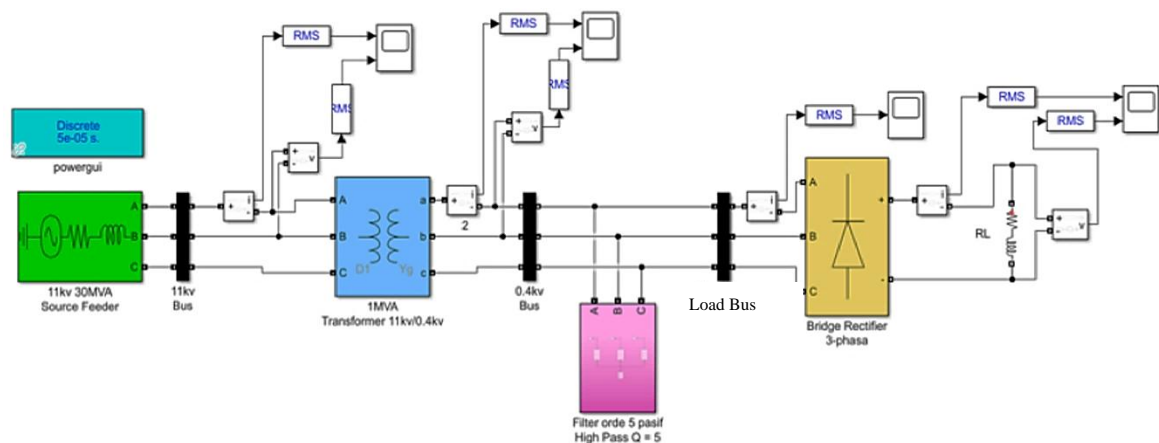 RMS
RMS
RMS
RMS
Discrete
5e-05 s.
powergui
RMS
RMS
RMS
+
-
v
+
-
v
+
-
i
+
-
i
2
+
-
i
+
-
i
+
-
v
A
B
C
A
B
C
D1
Yg
a
b
c
A
B
C
+
-
RL
A
B
C
11kv 30MVA
Source Feeder
11kv
Bus
1MVA
Transformer 11kv/0.4kv
0.4kv
Bus
Load Bus
Bridge Rectifier
3-phasa
Filter orde 5 pasif
High Pass Q = 5